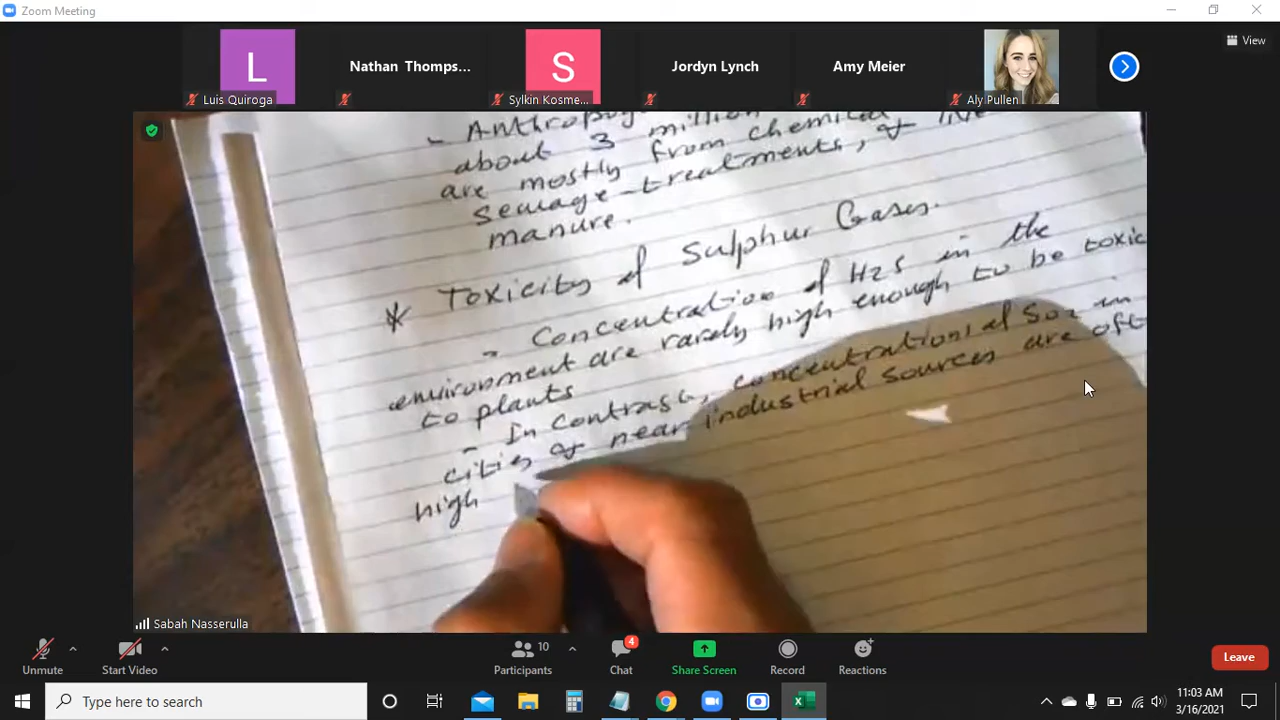 Zoom Meeting
View
L
Nathan Thomps...
S
Jordyn Lynch
Amy Meier
Luis Quiroga
Sylkin Kosme...
Aly Pullen
- Anthropog
about 3 million
are mostly from chemical
sewage-treatments, &
manure.
* Toxicity of Sulphur Gases.
- Concentration of H2S in the
environment are rarely high enough to be toxic
to plants
- In contrast, concentrations of SO2 in
cities & near industrial sources are oft
high
Sabah Nasserulla
Unmute
Start Video
10
Participants
4
Chat
Share Screen
Record
Reactions
Leave
Type here to search
11:03 AM
3/16/2021